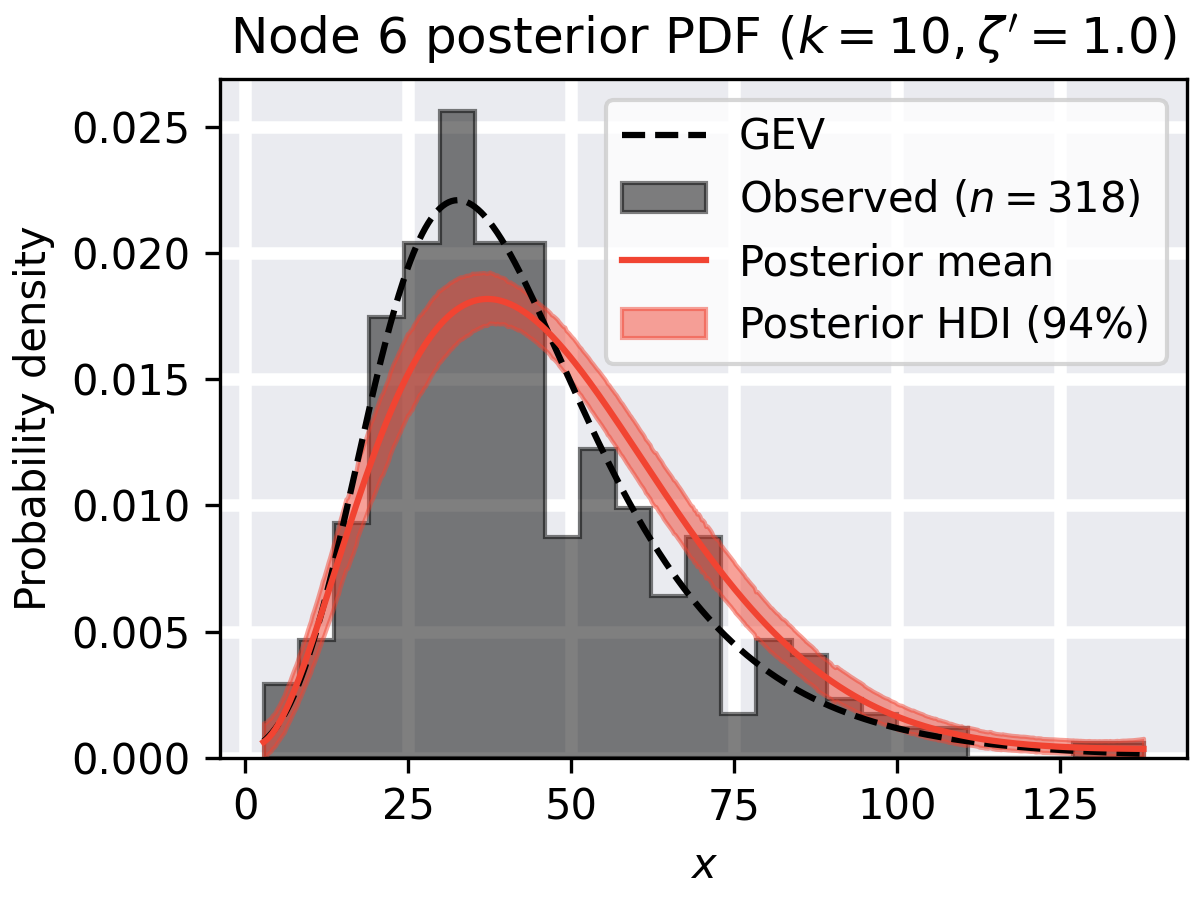 Node 6 posterior PDF (k = 10, ζ′ = 1.0)
Probability density
0.025
0.020
0.015
0.010
0.005
0.000
GEV
Observed (n = 318)
Posterior mean
Posterior HDI (94%)
0 25 50 75 100 125
x